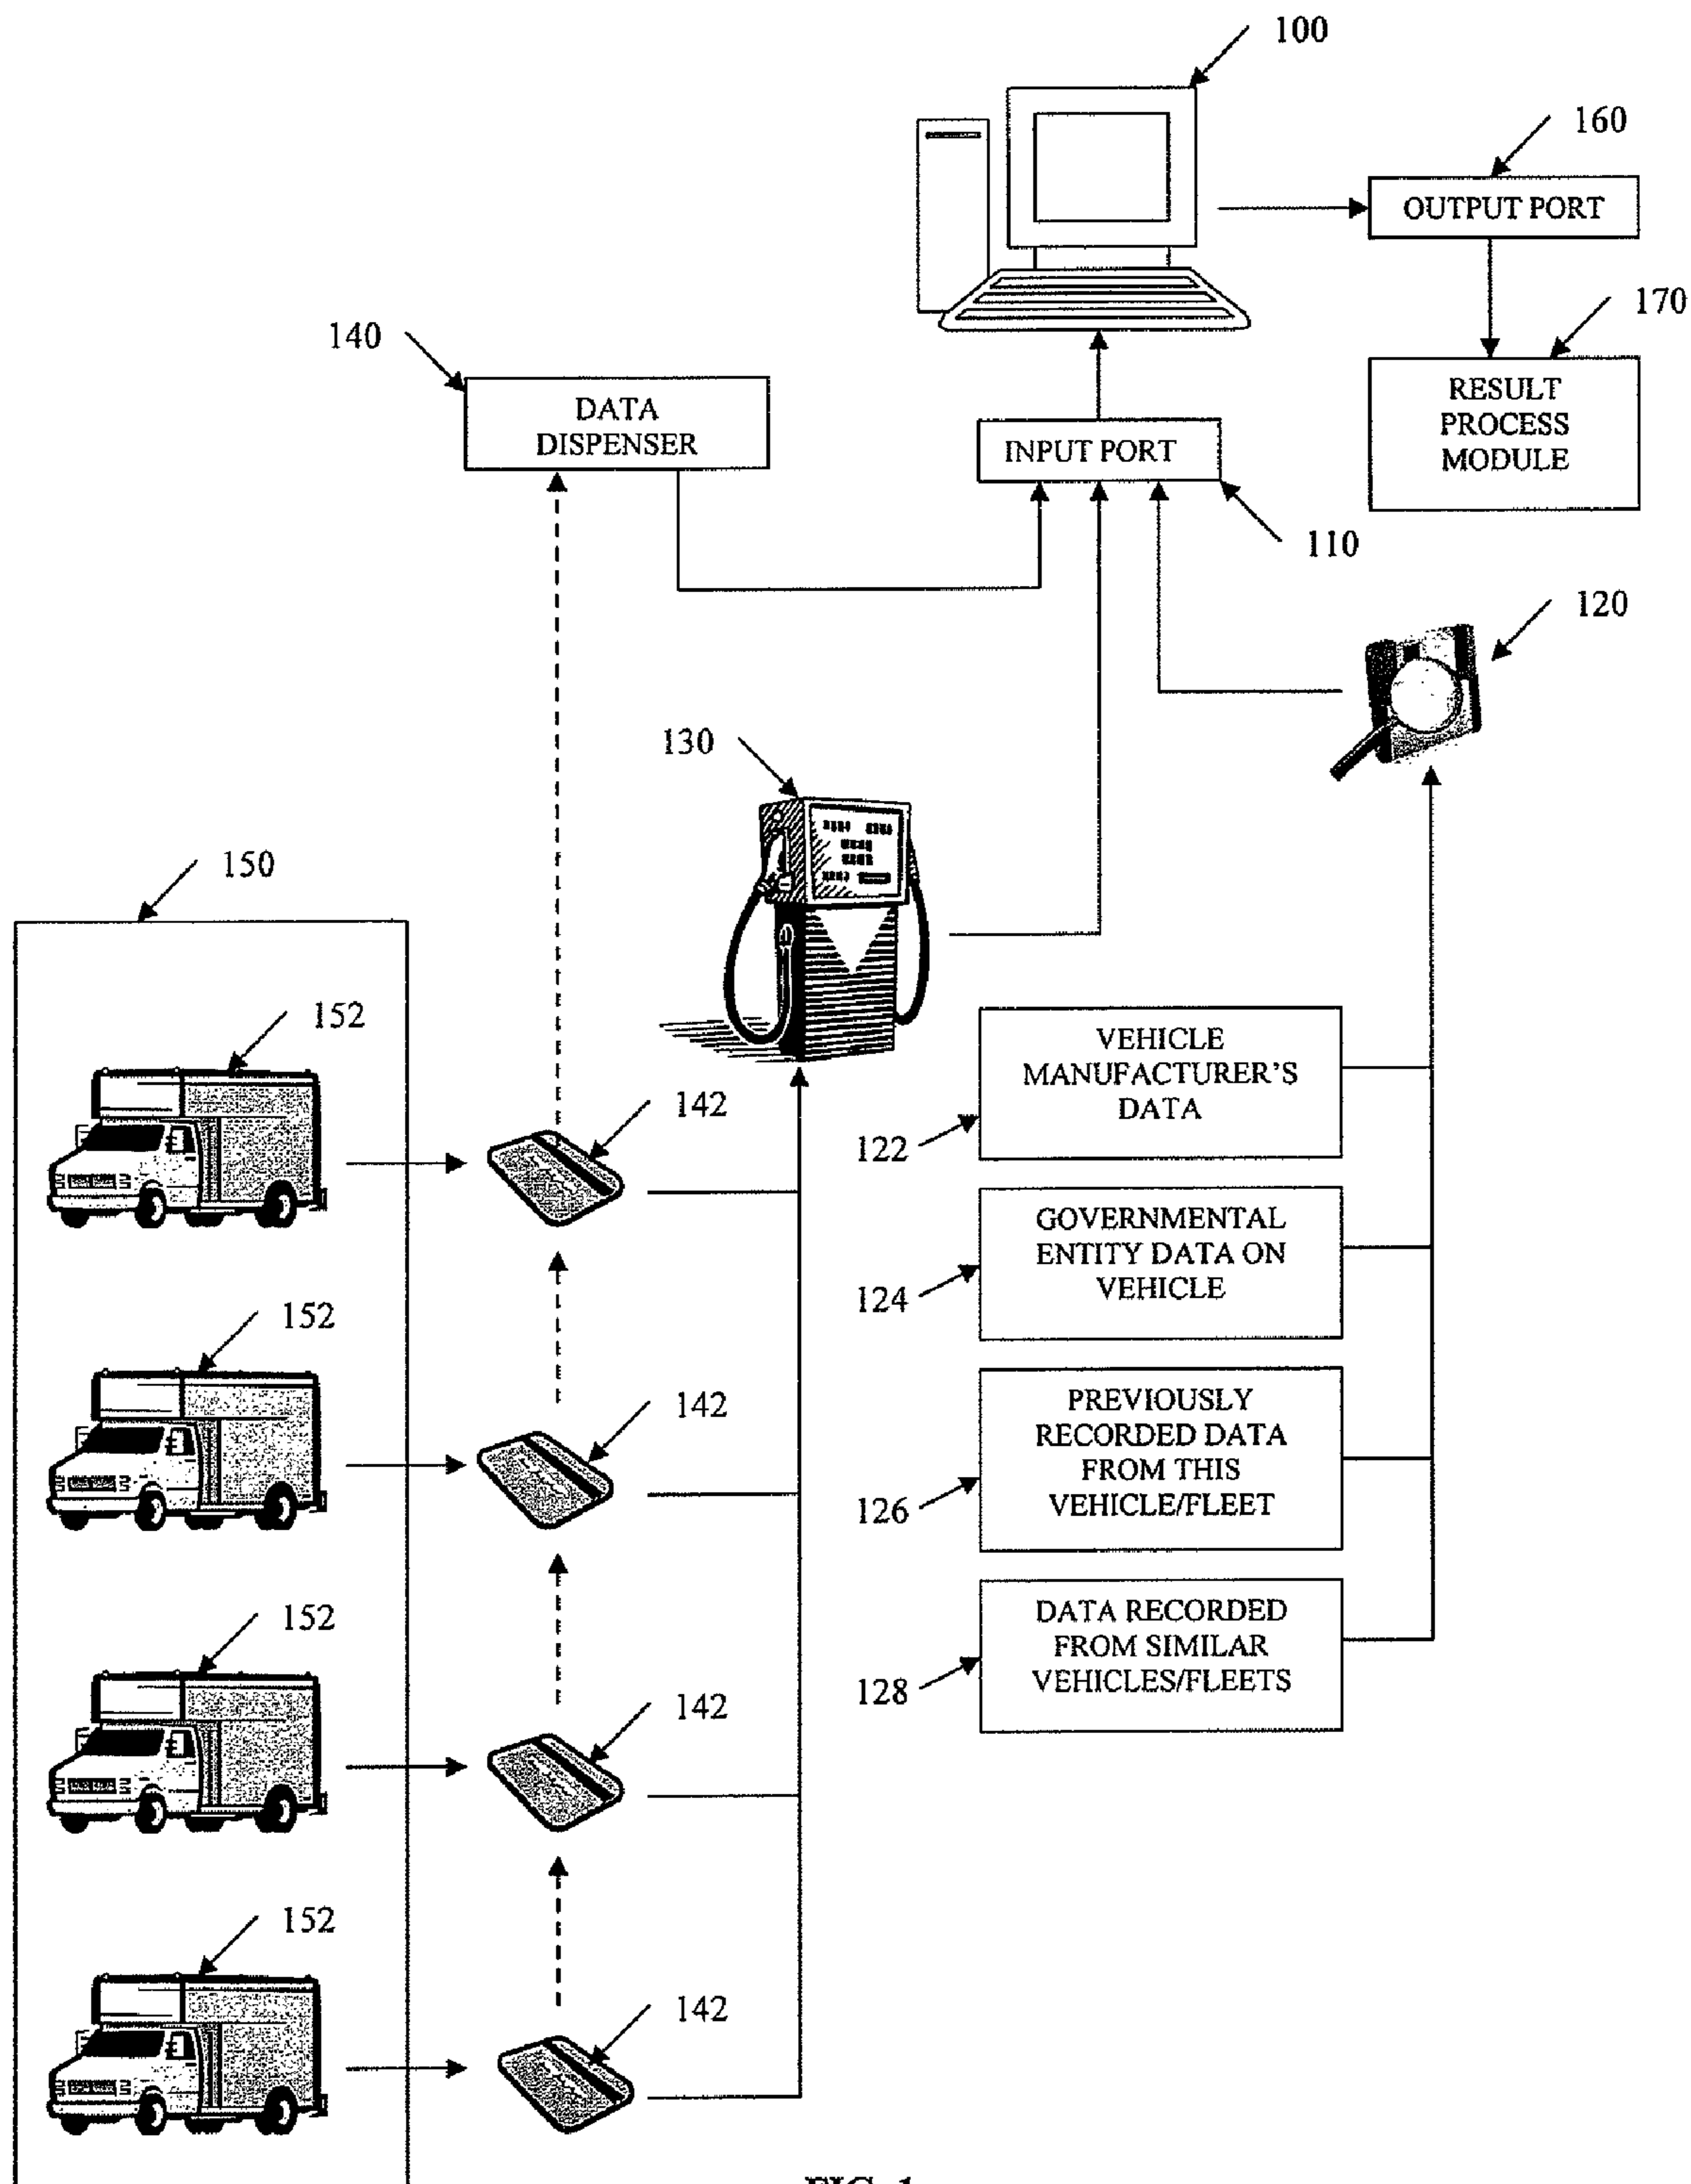 100
160
OUTPUT PORT
170
140
RESULT
PROCESS
MODULE
DATA
DISPENSER
INPUT PORT
110
120
130
150
152
VEHICLE
MANUFACTURER'S
DATA
142
122
GOVERNMENTAL
ENTITY DATA ON
VEHICLE
124
152
142
PREVIOUSLY
RECORDED DATA
FROM THIS
VEHICLE/FLEET
126
152
DATA RECORDED
FROM SIMILAR
VEHICLES/FLEETS
128
142
152
142
FIG. 1